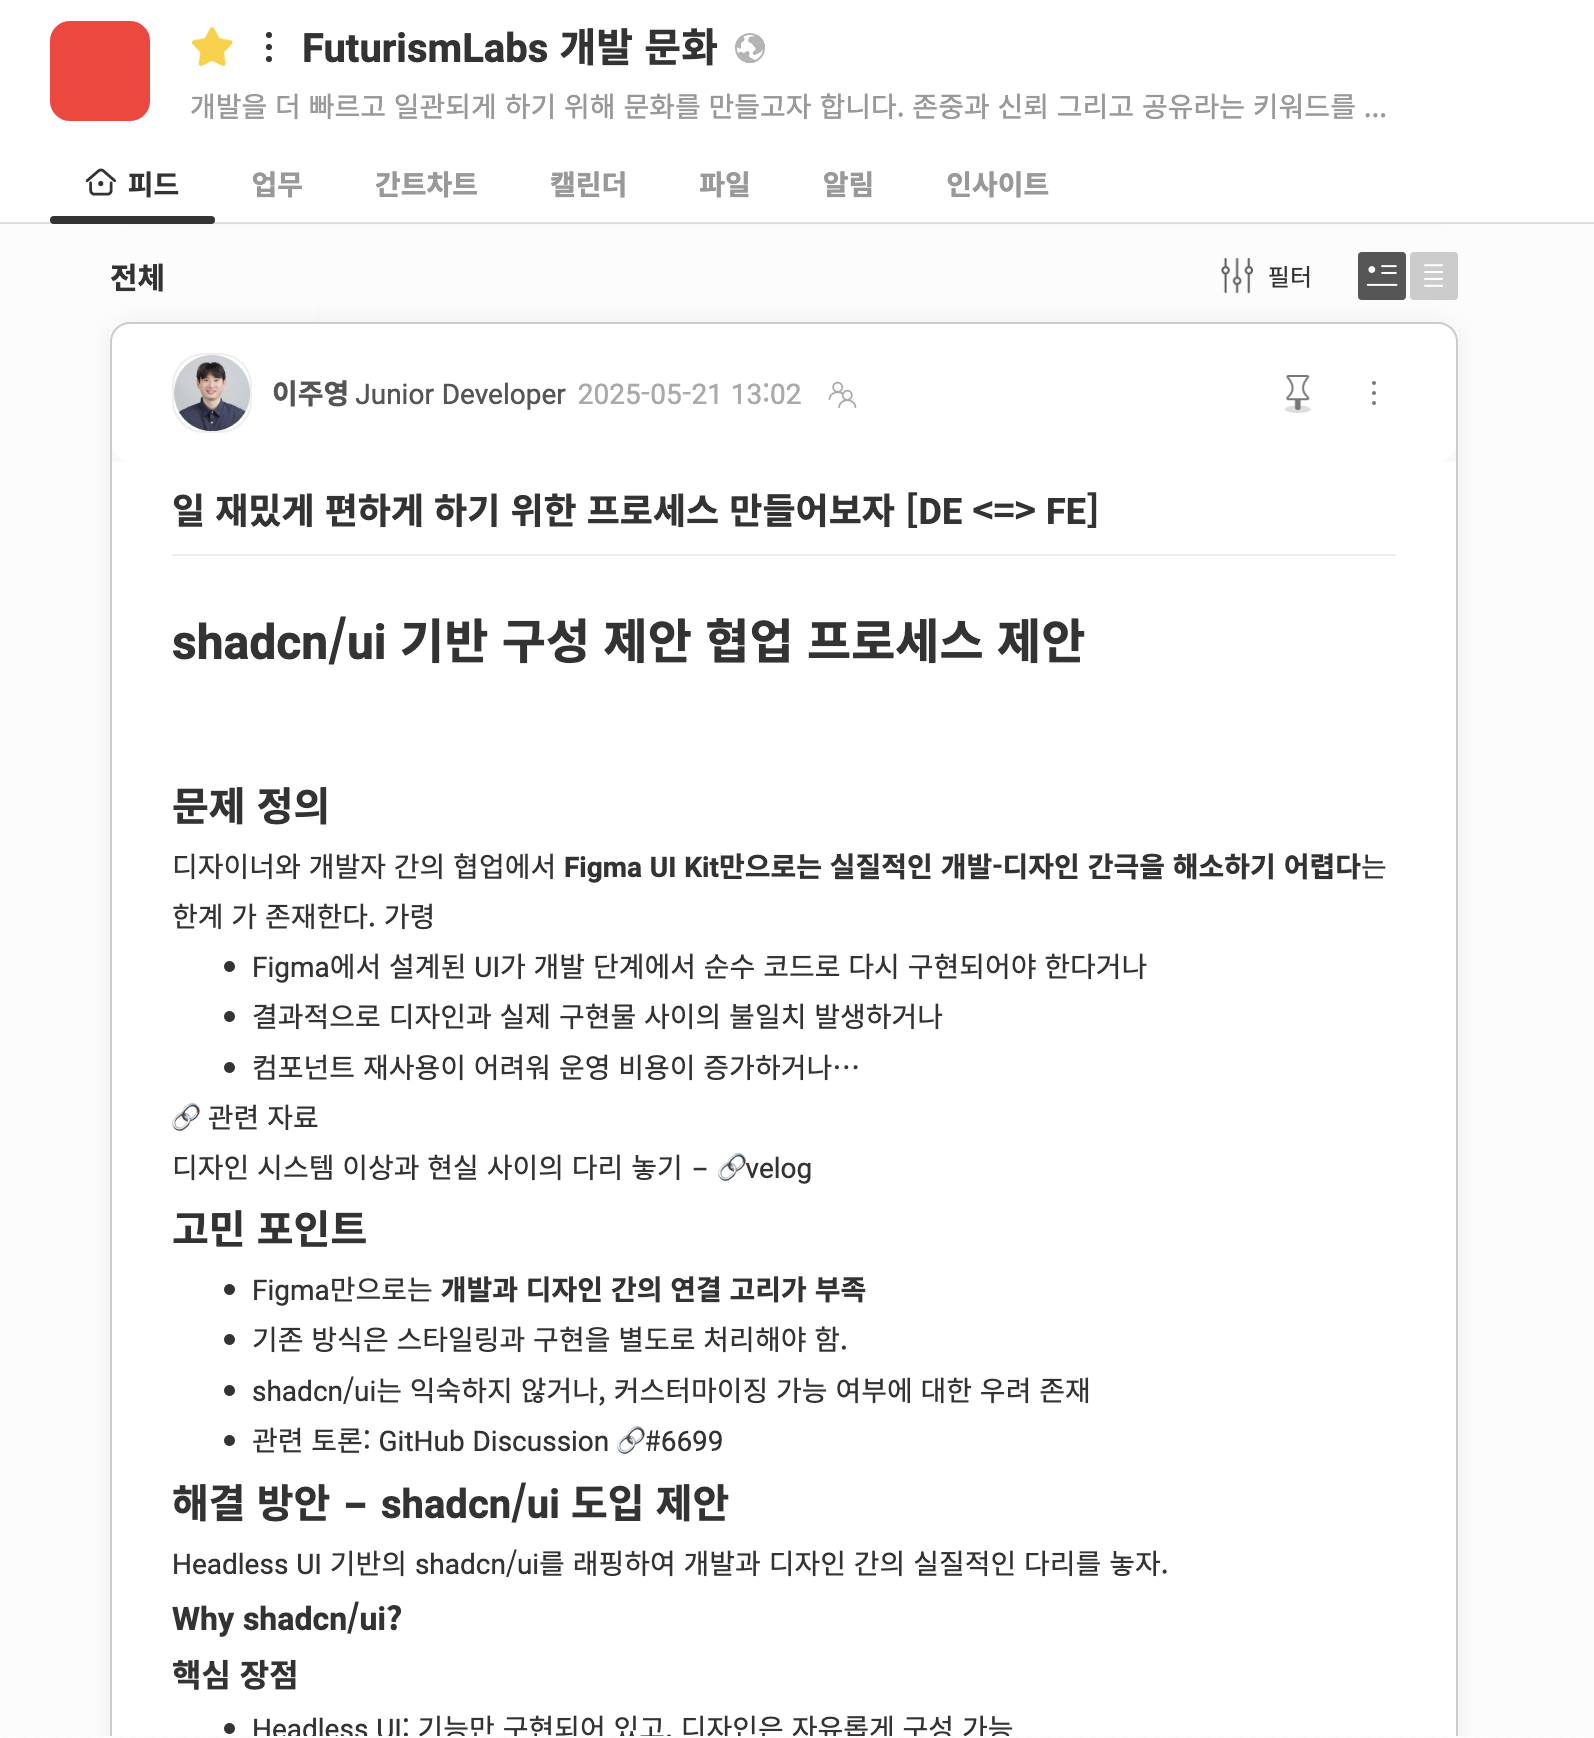 FuturismLabs 개발 문화
개발을 더 빠르고 일관되게 하기 위해 문화를 만들고자 합니다. 존중과 신뢰 그리고 공유라는 키워드를 ...
피드 업무 간트차트 캘린더 파일 알림 인사이트
전체 필터
이주영 Junior Developer 2025-05-21 13:02
일 재밌게 편하게 하기 위한 프로세스 만들어보자 [DE <=> FE]
shadcn/ui 기반 구성 제안 협업 프로세스 제안
문제 정의
디자이너와 개발자 간의 협업에서 Figma UI Kit만으로는 실질적인 개발-디자인 간극을 해소하기 어렵다는
한계 가 존재한다. 가령
• Figma에서 설계된 UI가 개발 단계에서 순수 코드로 다시 구현되어야 한다거나
• 결과적으로 디자인과 실제 구현물 사이의 불일치 발생하거나
• 컴포넌트 재사용이 어려워 운영 비용이 증가하거나…
🔗 관련 자료
디자인 시스템 이상과 현실 사이의 다리 놓기 – 🔗velog
고민 포인트
• Figma만으로는 개발과 디자인 간의 연결 고리가 부족
• 기존 방식은 스타일링과 구현을 별도로 처리해야 함.
• shadcn/ui는 익숙하지 않거나, 커스터마이징 가능 여부에 대한 우려 존재
• 관련 토론: GitHub Discussion 🔗#6699
해결 방안 – shadcn/ui 도입 제안
Headless UI 기반의 shadcn/ui를 래핑하여 개발과 디자인 간의 실질적인 다리를 놓자.
Why shadcn/ui?
핵심 장점
• Headless UI: 기능만 구현되어 있고, 디자인은 자유롭게 구성 가능